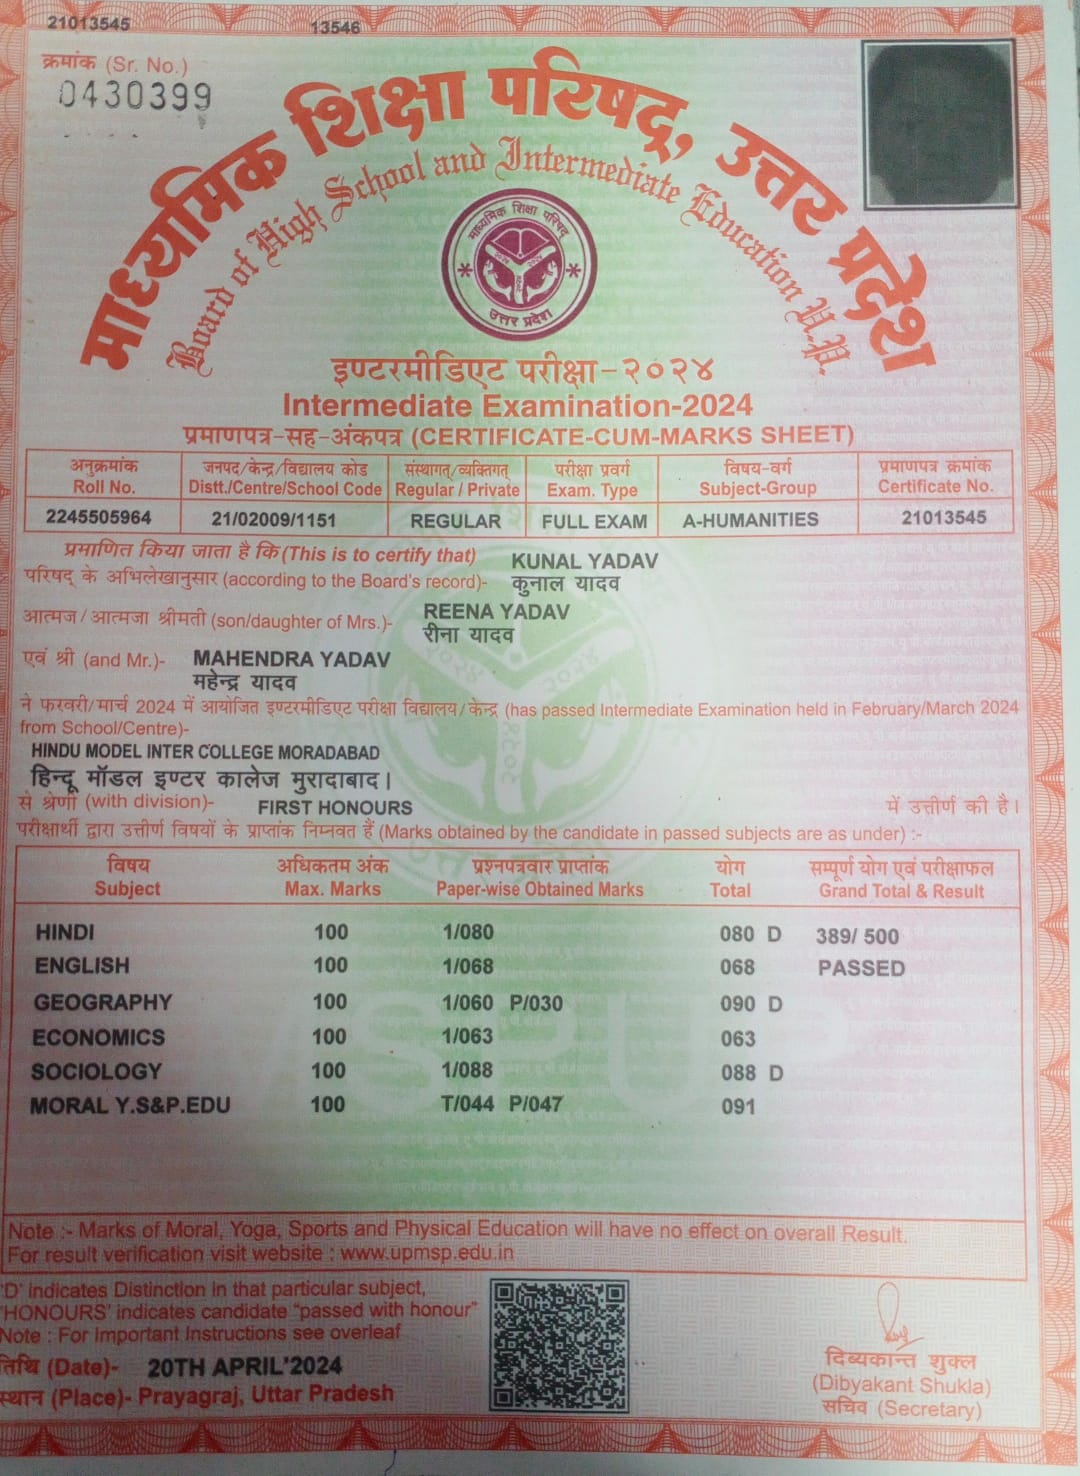 21013545 13546
क्रमांक (Sr. No.)
0430399
माध्यमिक शिक्षा परिषद्, उत्तर प्रदेश
Board of High School and Intermediate Education U.P.
माध्यमिक शिक्षा परिषद्
उत्तर प्रदेश
इण्टरमीडिएट परीक्षा-२०२४
Intermediate Examination-2024
प्रमाणपत्र-सह-अंकपत्र (CERTIFICATE-CUM-MARKS SHEET)
अनुक्रमांक जनपद/केन्द्र/विद्यालय कोड संस्थागत्/व्यक्तिगत् परीक्षा प्रवर्ग विषय-वर्ग प्रमाणपत्र क्रमांक
Roll No. Distt./Centre/School Code Regular / Private Exam. Type Subject-Group Certificate No.
2245505964 21/02009/1151 REGULAR FULL EXAM A-HUMANITIES 21013545
प्रमाणित किया जाता है कि (This is to certify that) KUNAL YADAV
परिषद् के अभिलेखानुसार (according to the Board's record)- कुनाल यादव
REENA YADAV
आत्मज/आत्मजा श्रीमती (son/daughter of Mrs.)- रीना यादव
एवं श्री (and Mr.)- MAHENDRA YADAV
महेन्द्र यादव
ने फरवरी/मार्च 2024 में आयोजित इण्टरमीडिएट परीक्षा विद्यालय/केन्द्र (has passed Intermediate Examination held in February/March 2024
from School/Centre)-
HINDU MODEL INTER COLLEGE MORADABAD
हिन्दू मॉडल इण्टर कालेज मुरादाबाद।
से श्रेणी (with division)- FIRST HONOURS में उत्तीर्ण की है।
परीक्षार्थी द्वारा उत्तीर्ण विषयों के प्राप्तांक निम्नवत हैं (Marks obtained by the candidate in passed subjects are as under) :-
विषय अधिकतम अंक प्रश्नपत्रवार प्राप्तांक योग सम्पूर्ण योग एवं परीक्षाफल
Subject Max. Marks Paper-wise Obtained Marks Total Grand Total & Result
HINDI 100 1/080 080 D 389/ 500
ENGLISH 100 1/068 068 PASSED
GEOGRAPHY 100 1/060 P/030 090 D
ECONOMICS 100 1/063 063
SOCIOLOGY 100 1/088 088 D
MORAL Y.S&P.EDU 100 T/044 P/047 091
Note :- Marks of Moral, Yoga, Sports and Physical Education will have no effect on overall Result.
For result verification visit website : www.upmsp.edu.in
'D' indicates Distinction in that particular subject,
'HONOURS' indicates candidate "passed with honour"
Note : For Important Instructions see overleaf
तिथि (Date)- 20TH APRIL'2024
स्थान (Place)- Prayagraj, Uttar Pradesh
दिब्यकान्त शुक्ल
(Dibyakant Shukla)
सचिव (Secretary)